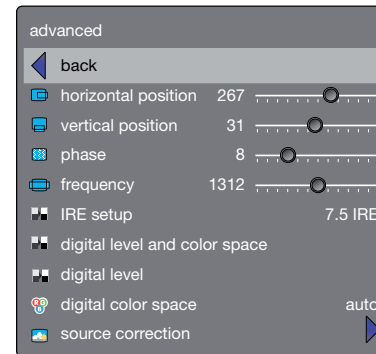 advanced
back
horizontal position 267
vertical position 31
phase 8
frequency 1312
IRE setup 7.5 IRE
digital level and color space
digital level
digital color space auto
source correction